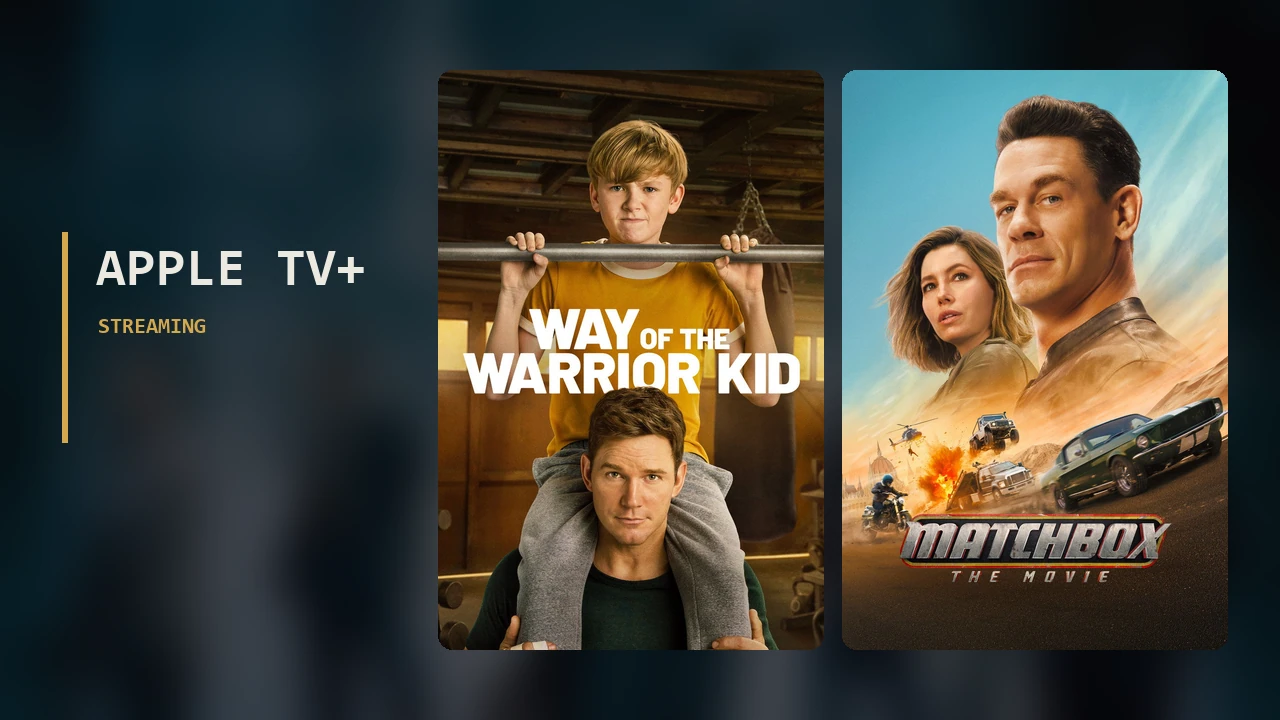 APPLE TV+
STREAMING
WAY OF THE
WARRIOR KID
MATCHBOX
THE MOVIE